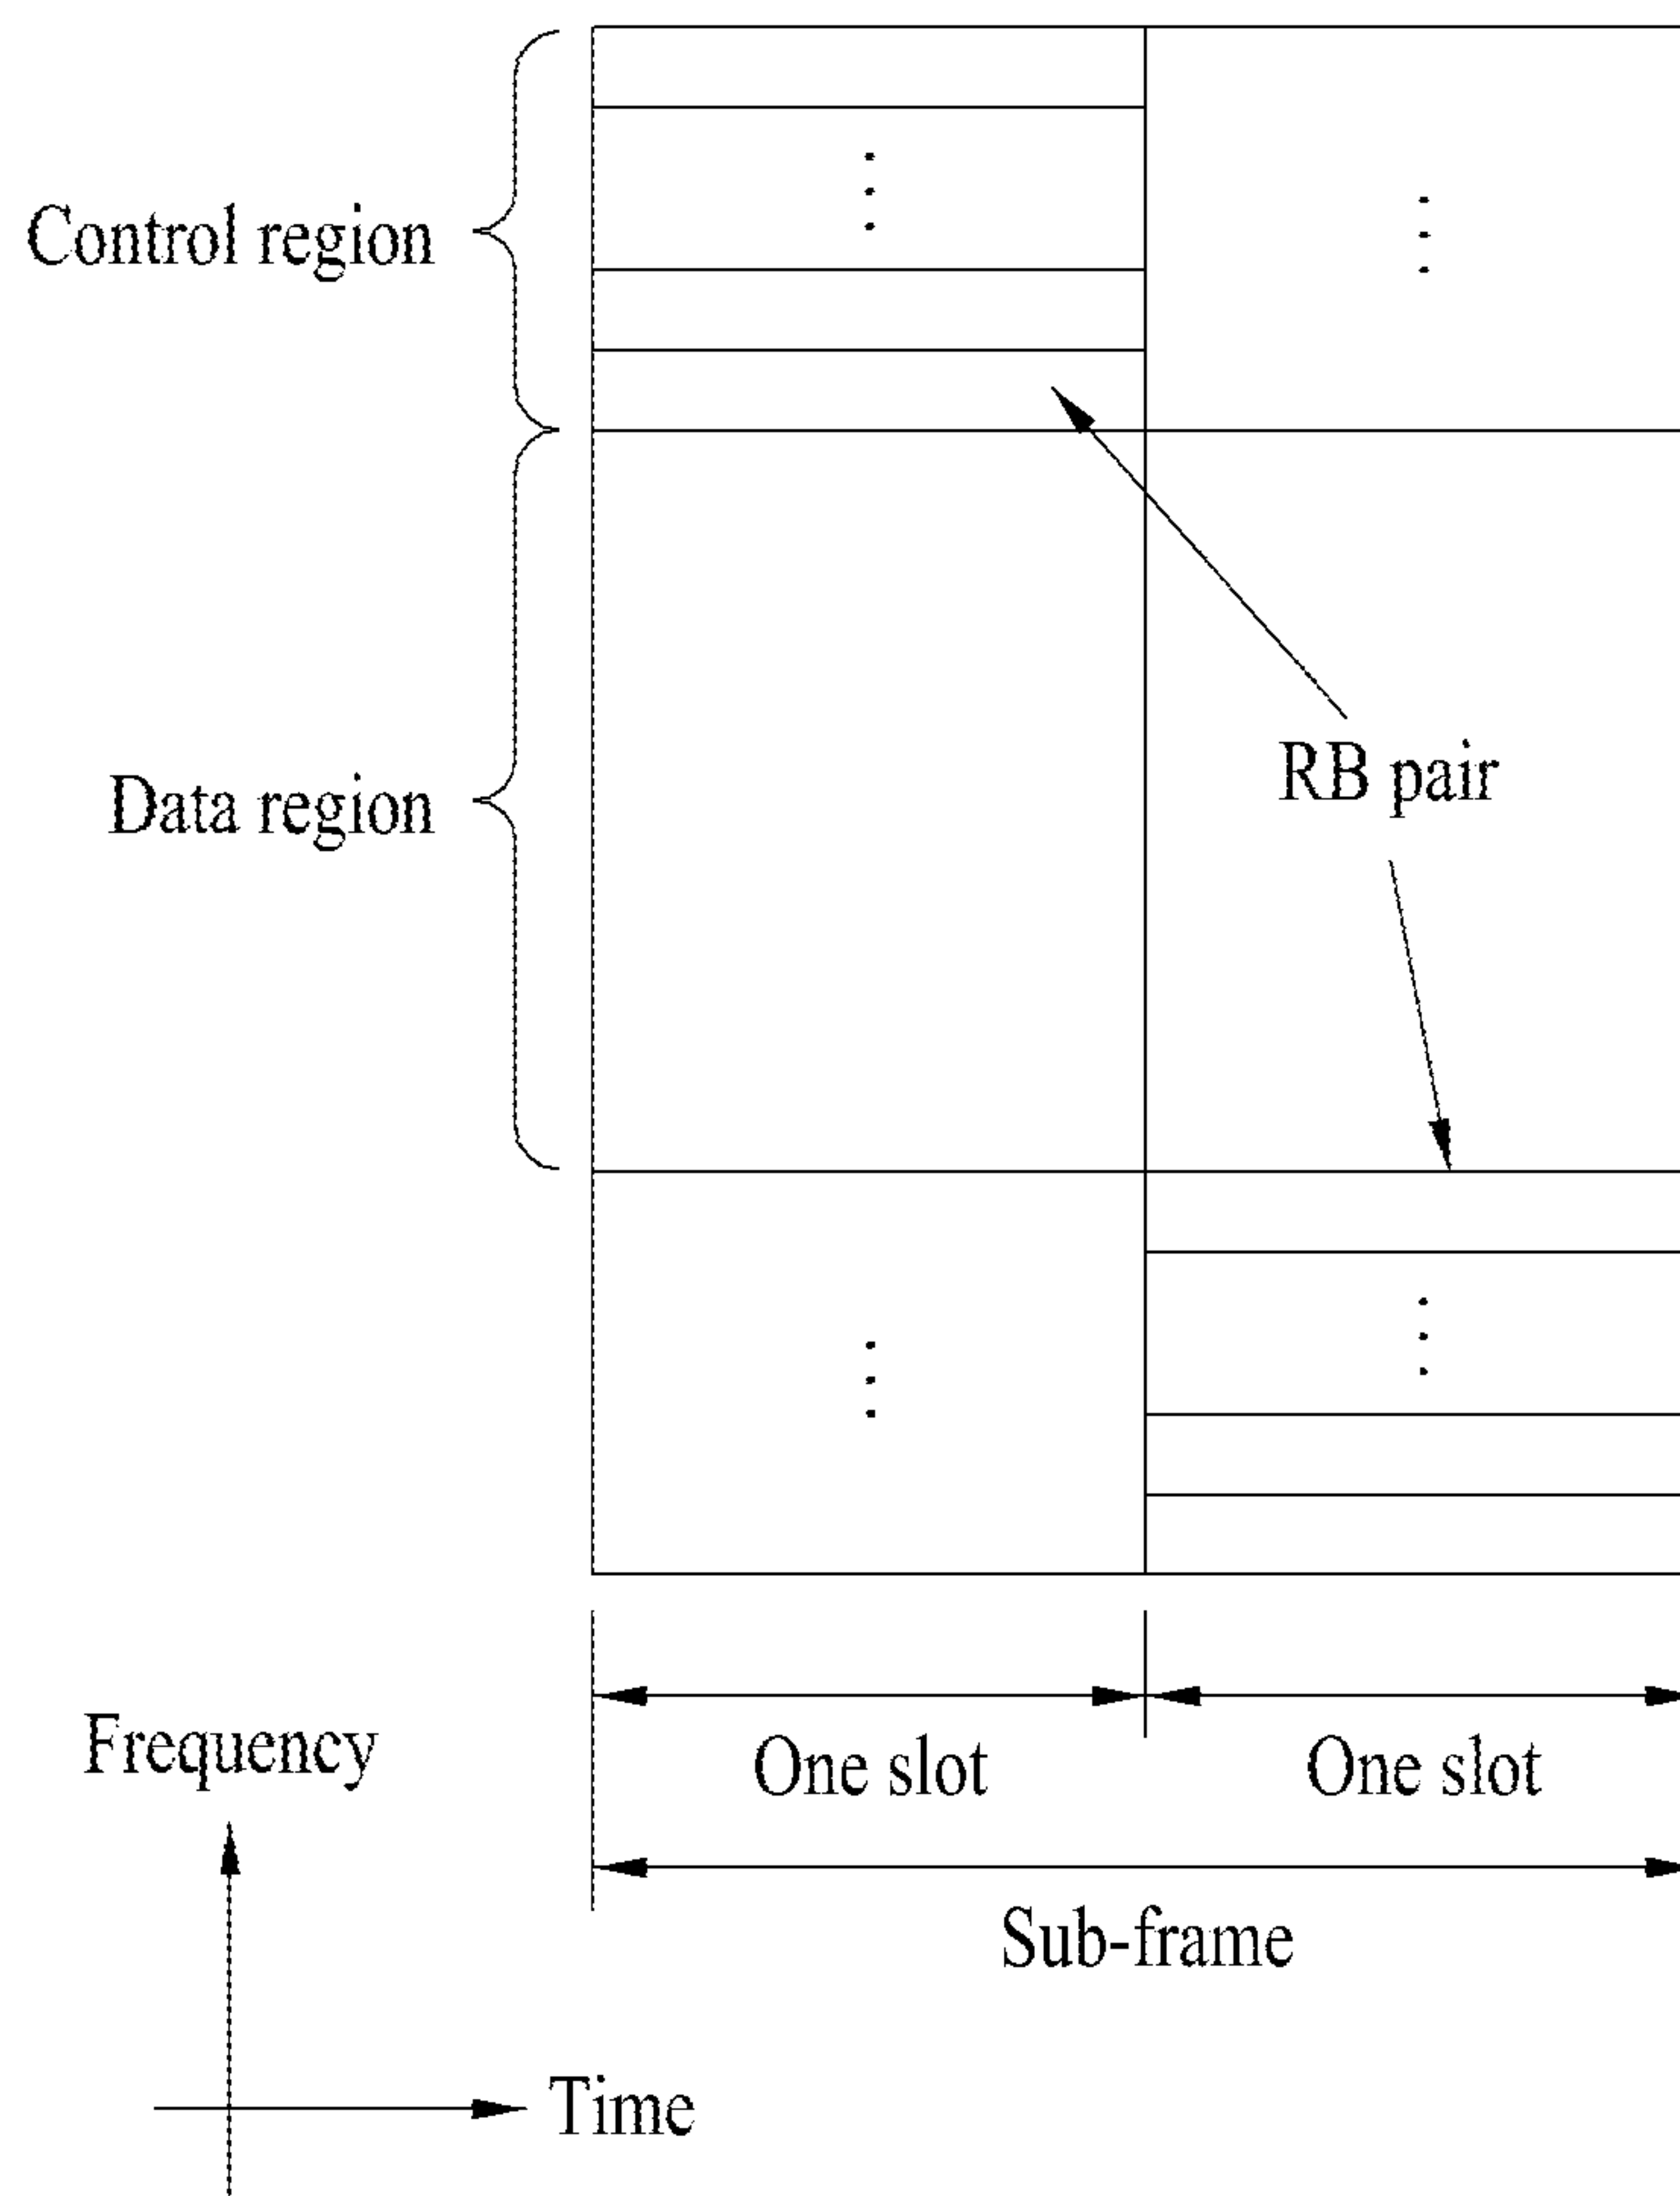 Control region
Data region
RB pair
One slot
One slot
Sub-frame
Frequency
Time